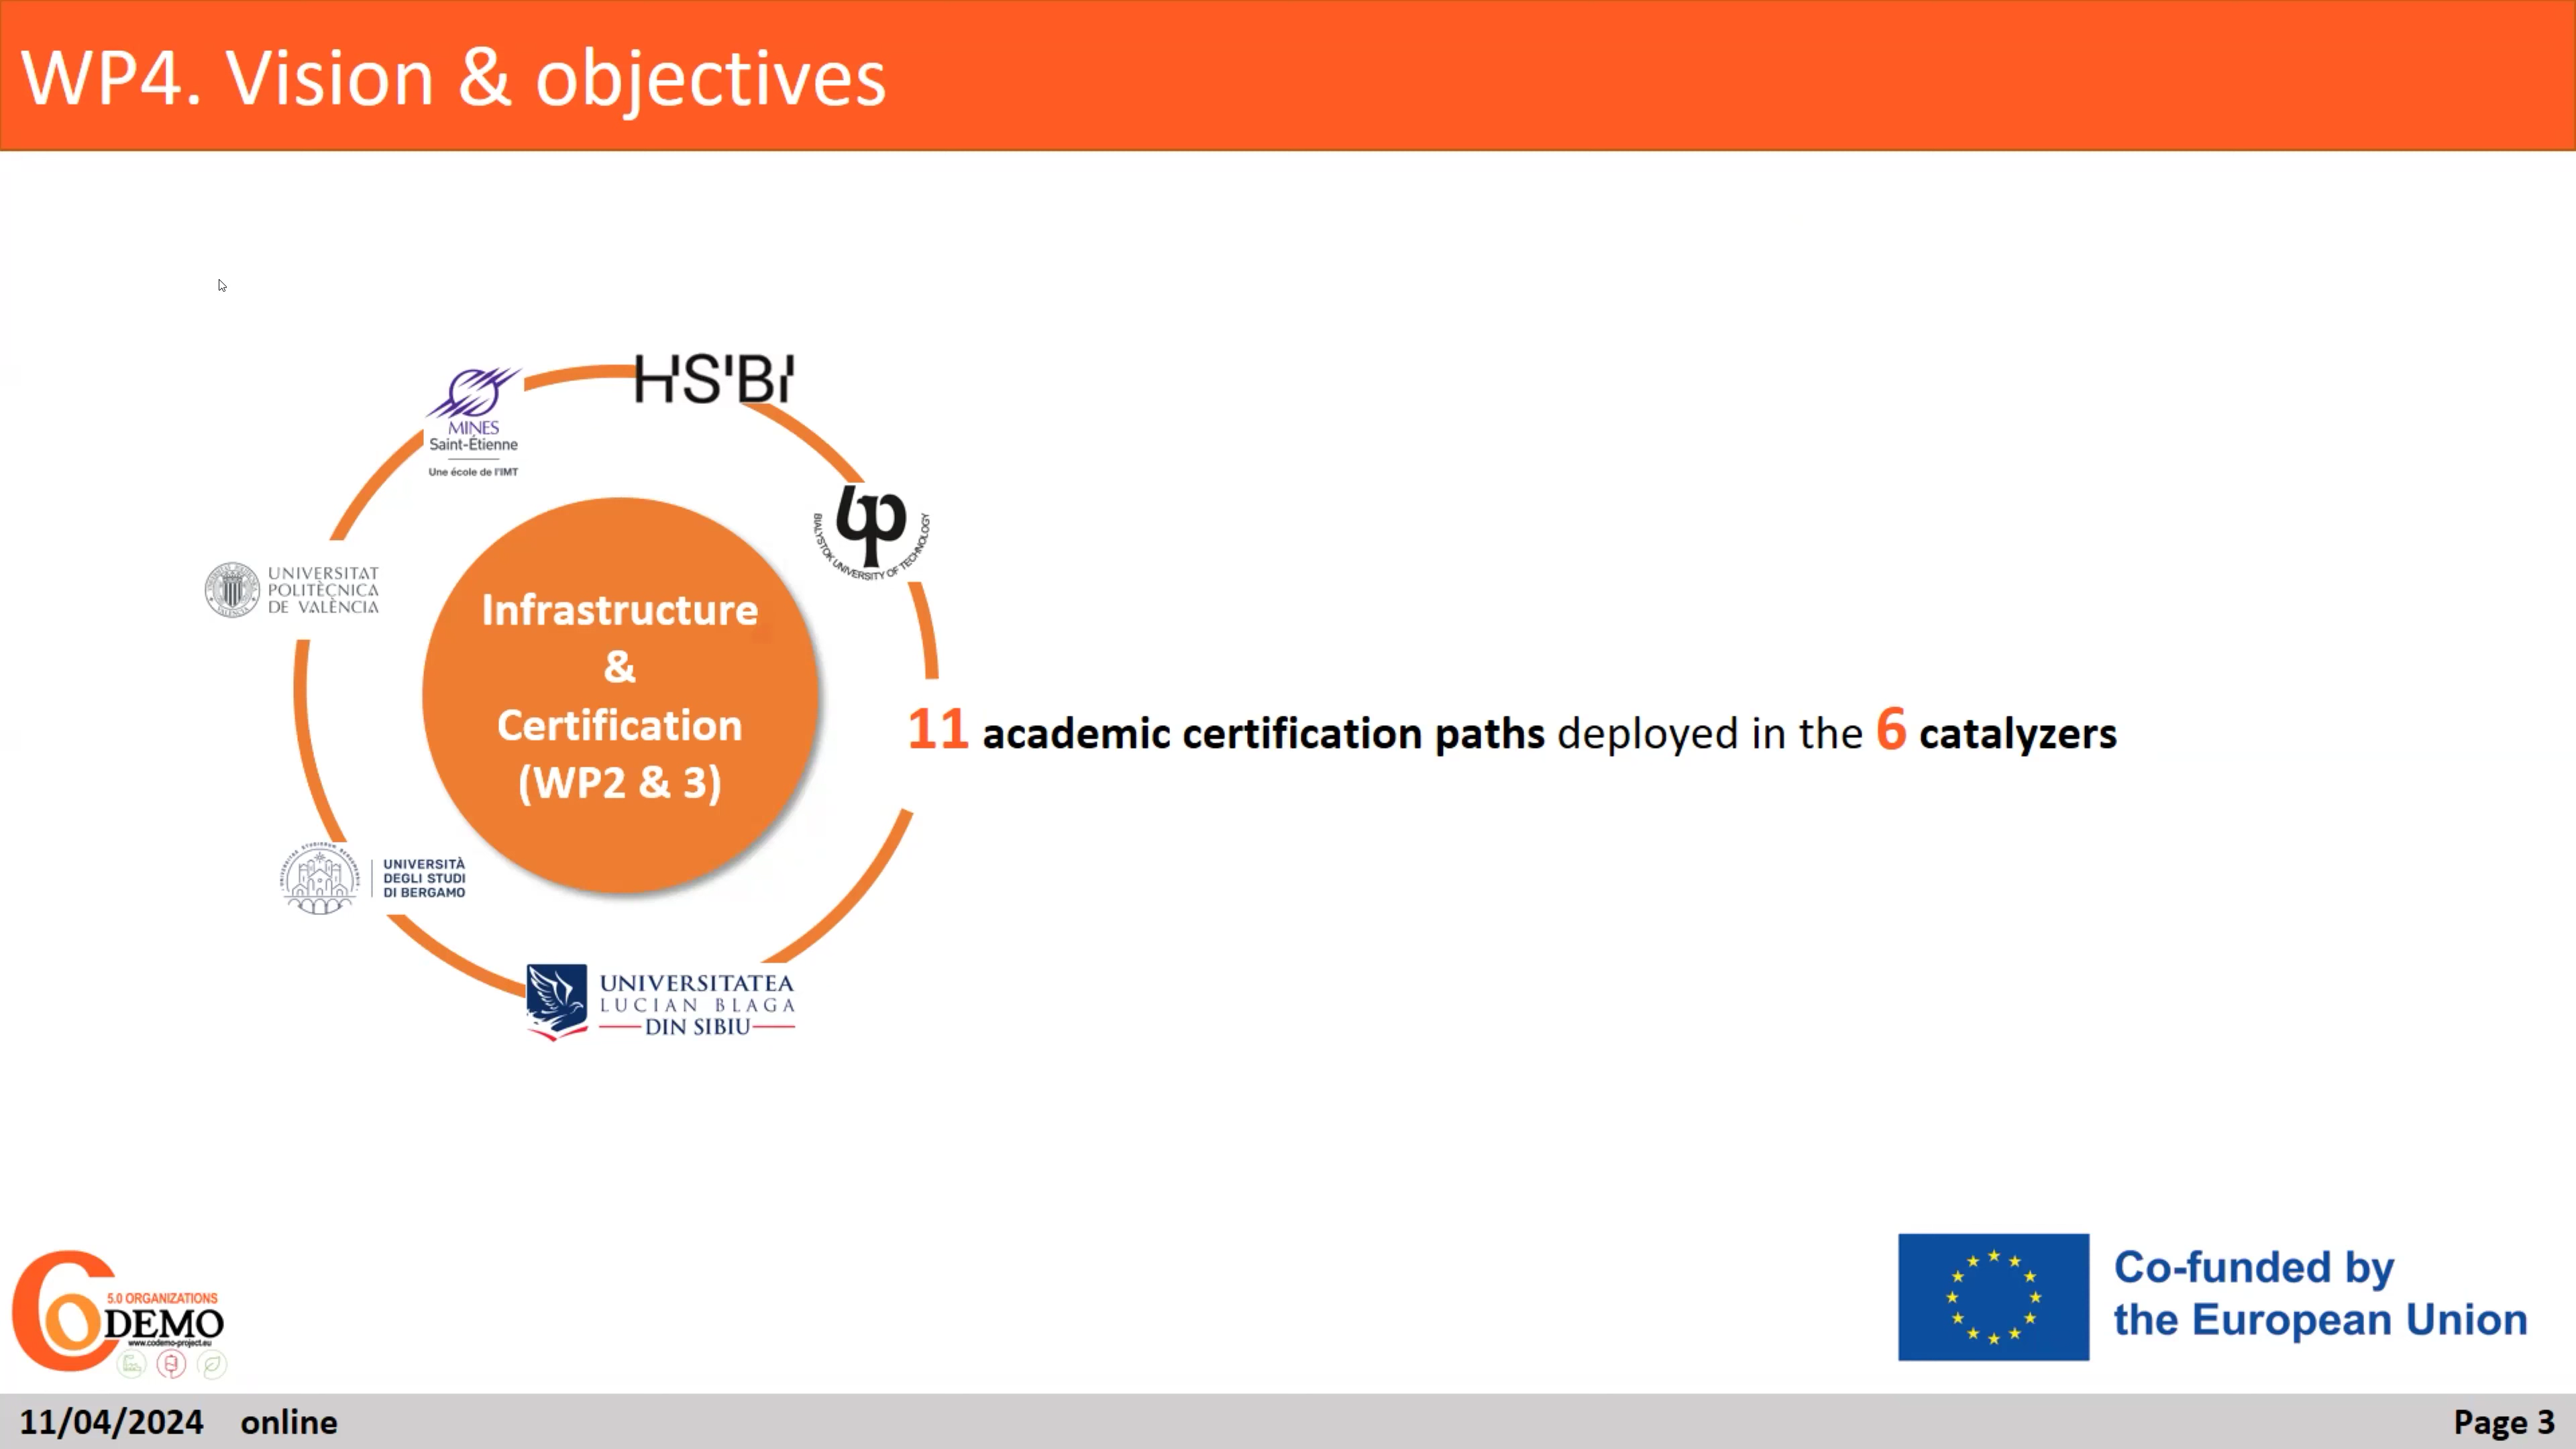 WP4. Vision & objectives
HSBI
MINES
Saint-Étienne
Une école de l'IMT
BIALYSTOK UNIVERSITY OF TECHNOLOGY
UNIVERSITAT
POLITÈCNICA
DE VALÈNCIA
Infrastructure
&
Certification
(WP2 & 3)
11 academic certification paths deployed in the 6 catalyzers
UNIVERSITÀ
DEGLI STUDI
DI BERGAMO
UNIVERSITATEA
LUCIAN BLAGA
DIN SIBIU
5.0 ORGANIZATIONS
CODEMO
www.codemo-project.eu
Co-funded by
the European Union
11/04/2024 online
Page 3